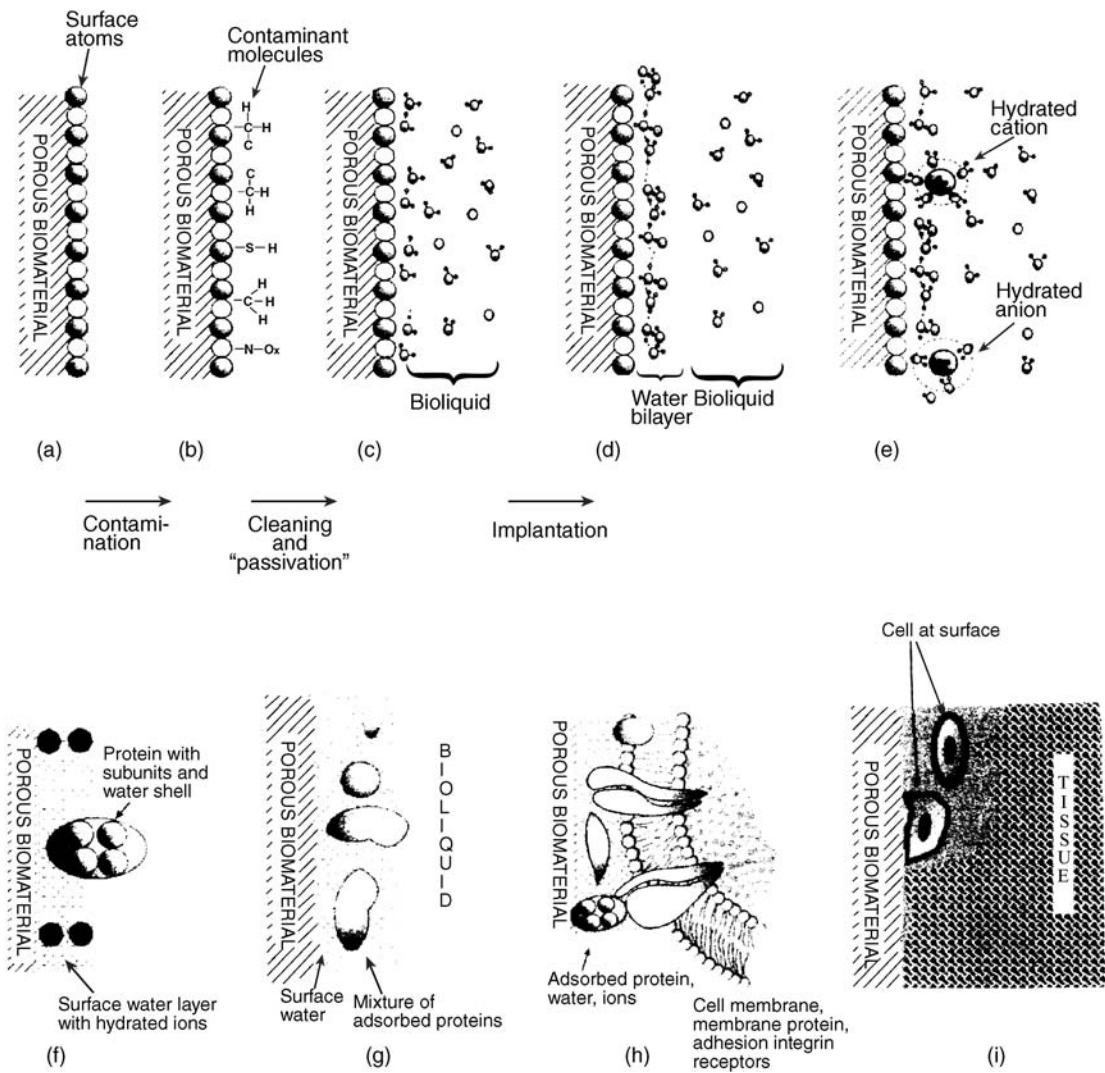 Surface
atoms
Contaminant
molecules
POROUS BIOMATERIAL
POROUS BIOMATERIAL
H
C
H
C
C
C
H
H
S
H
C
H
H
N
Ox
POROUS BIOMATERIAL
Bioliquid
POROUS BIOMATERIAL
Water
bilayer
Bioliquid
POROUS BIOMATERIAL
Hydrated
cation
Hydrated
anion
(a)
(b)
(c)
(d)
(e)
Contami-
nation
Cleaning
and
“passivation”
Implantation
POROUS BIOMATERIAL
Protein with
subunits and
water shell
Surface water layer
with hydrated ions
POROUS BIOMATERIAL
BIOLIQUID
Surface
water
Mixture of
adsorbed proteins
POROUS BIOMATERIAL
Adsorbed protein,
water, ions
Cell membrane,
membrane protein,
adhesion integrin
receptors
Cell at surface
POROUS BIOMATERIAL
TISSUE
(f)
(g)
(h)
(i)